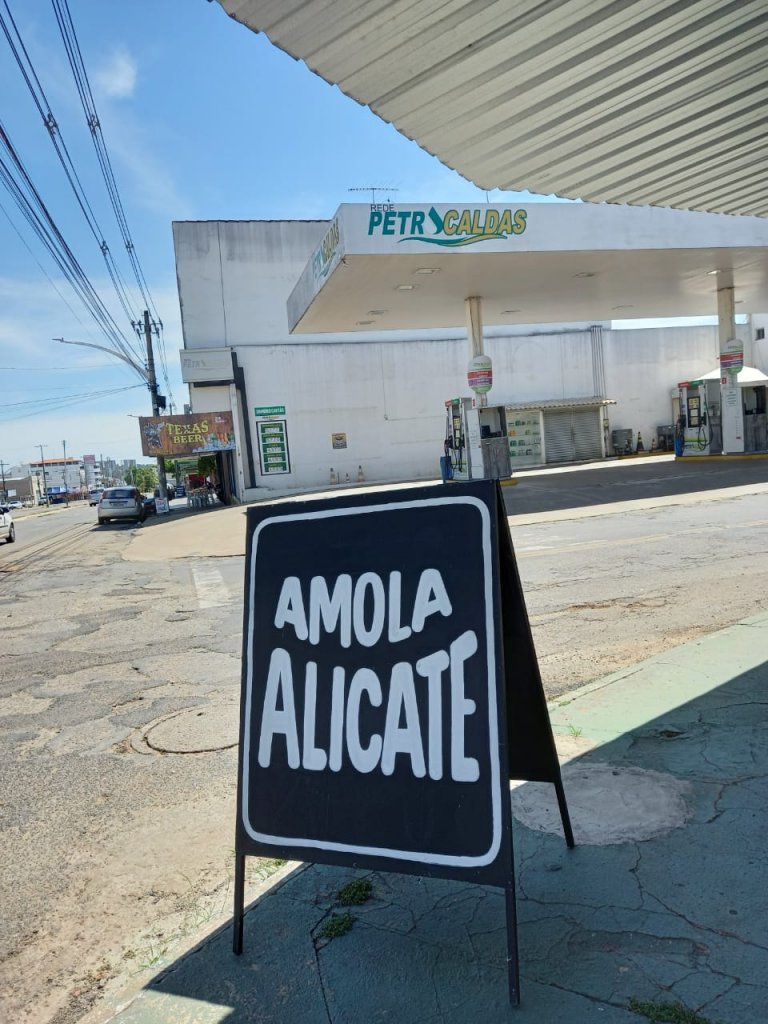 REDE
PETROCALDAS
TEXAS
BEER
AMOLA
ALICATE